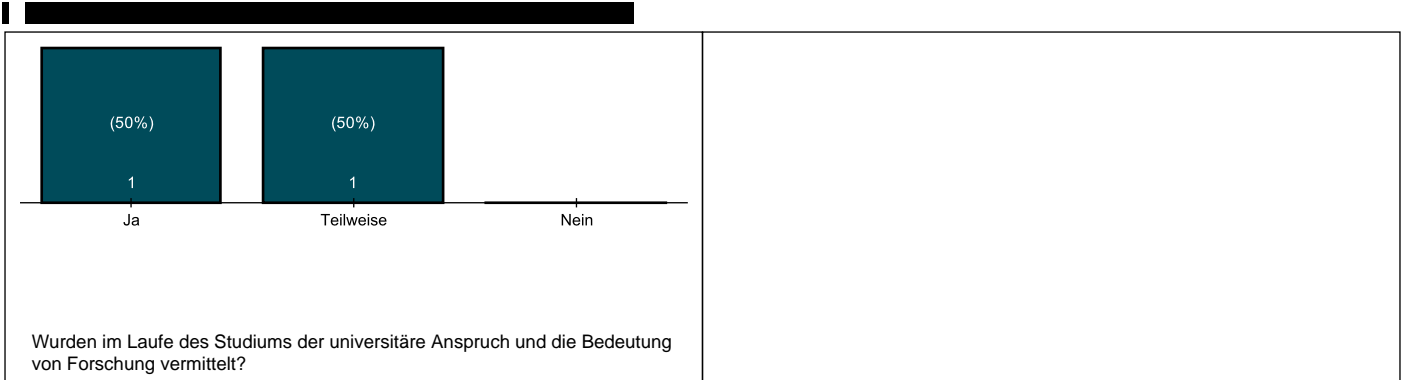 (50%) (50%)
1 1
Ja Teilweise Nein
Wurden im Laufe des Studiums der universitäre Anspruch und die Bedeutung
von Forschung vermittelt?